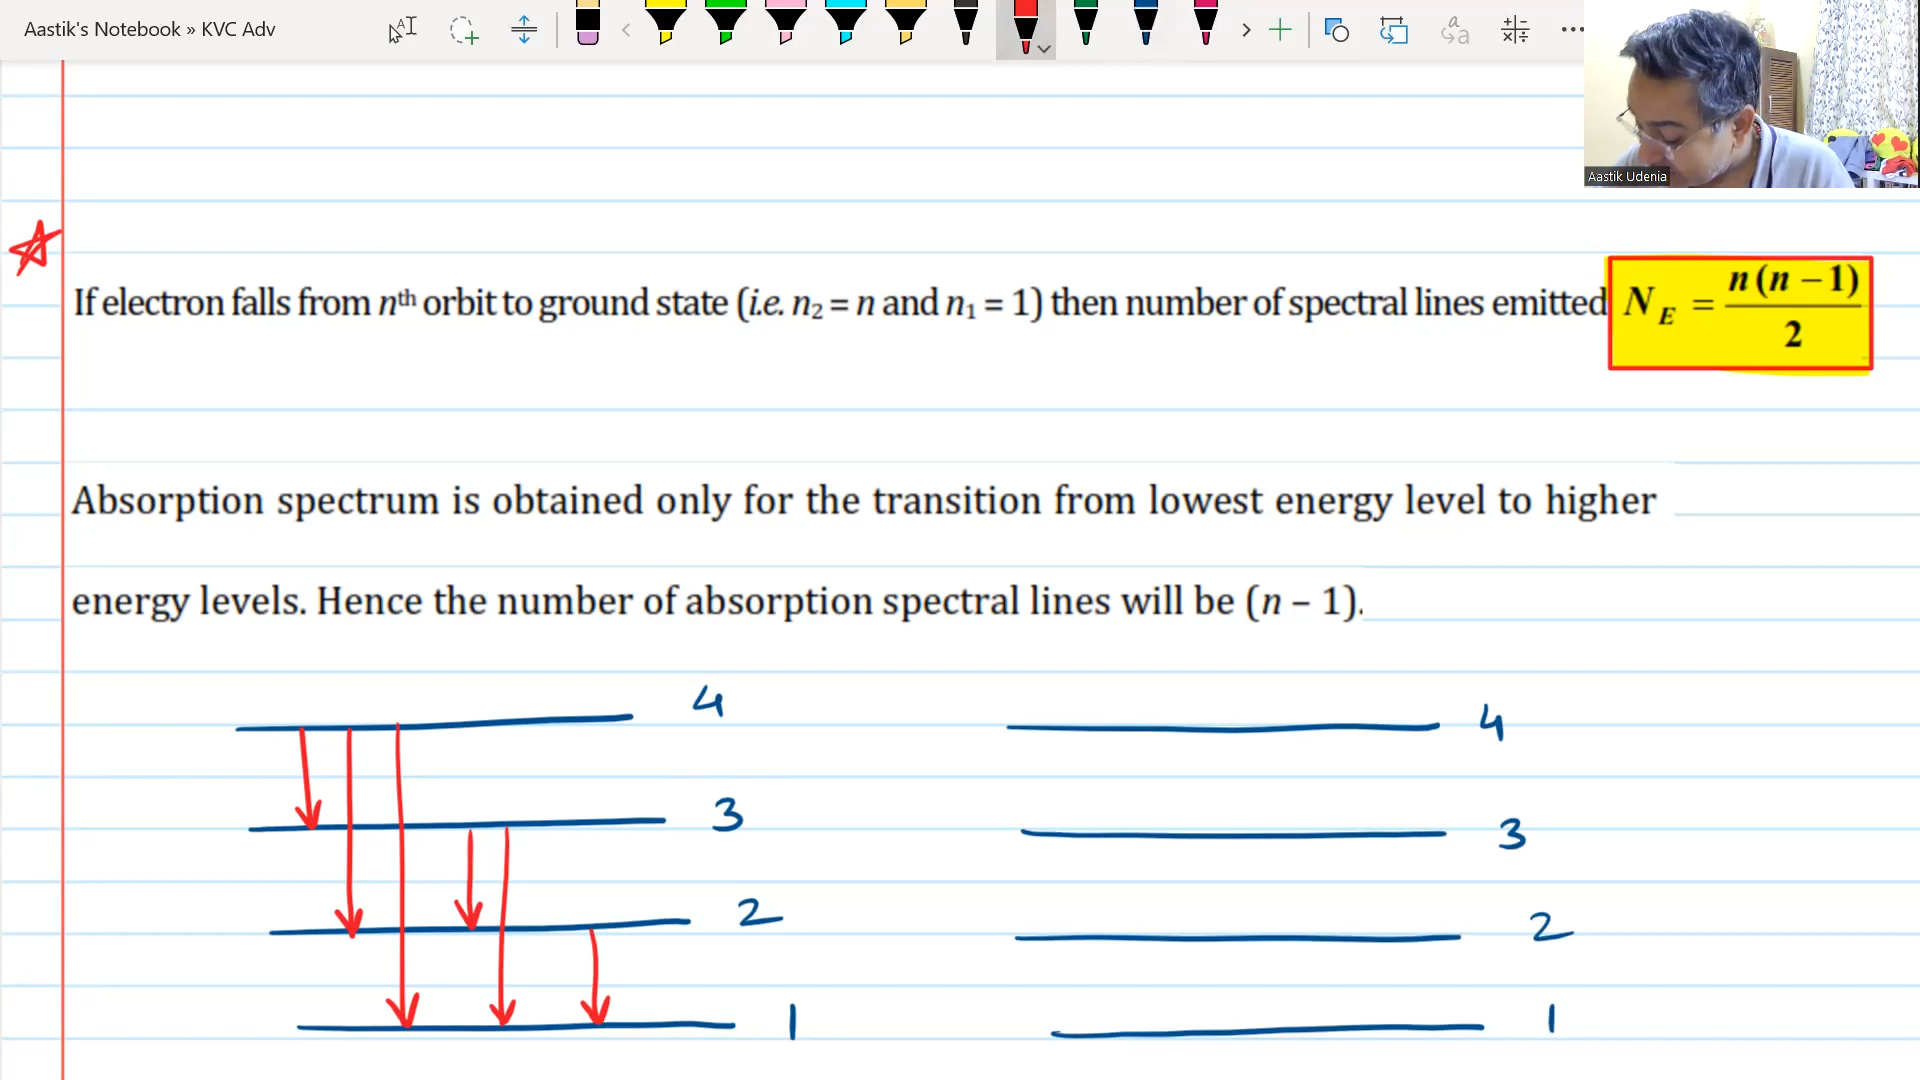 Aastik's Notebook » KVC Adv
Aastik Udenia
If electron falls from nᵗʰ orbit to ground state (i.e. n₂ = n and n₁ = 1) then number of spectral lines emitted N_E = n(n – 1)/2
Absorption spectrum is obtained only for the transition from lowest energy level to higher
energy levels. Hence the number of absorption spectral lines will be (n – 1).
4
3
2
1
4
3
2
1